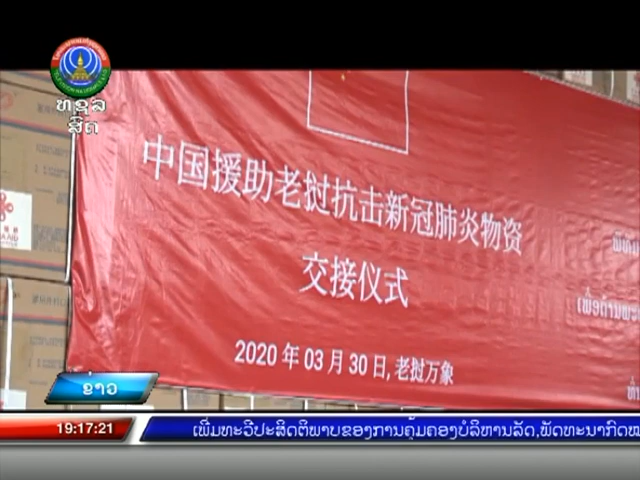 ທຊລ
ສົດ
中国援助老挝抗击新冠肺炎物资
交接仪式
2020 年 03 月 30 日, 老挝万象
ຂ່າວ
19:17:21
ເພີ່ມທະວີປະສິດຕິພາບຂອງການຄຸ້ມຄອງບໍລິຫານລັດ,ພັດທະນາກົດໝ